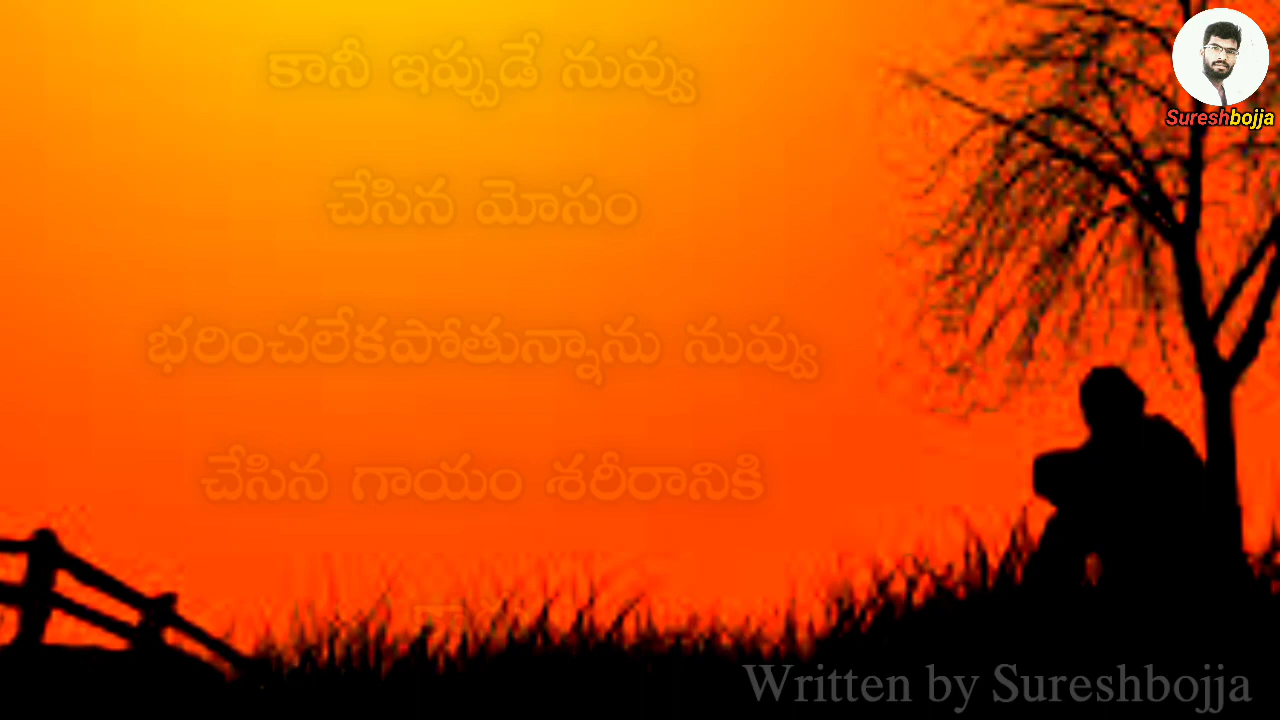 కానీ ఇప్పుడే నువ్వు
చేసిన మోసం
భరించలేకపోతున్నాను నువ్వు
చేసిన గాయం శరీరానికి
Sureshbojja
Written by Sureshbojja